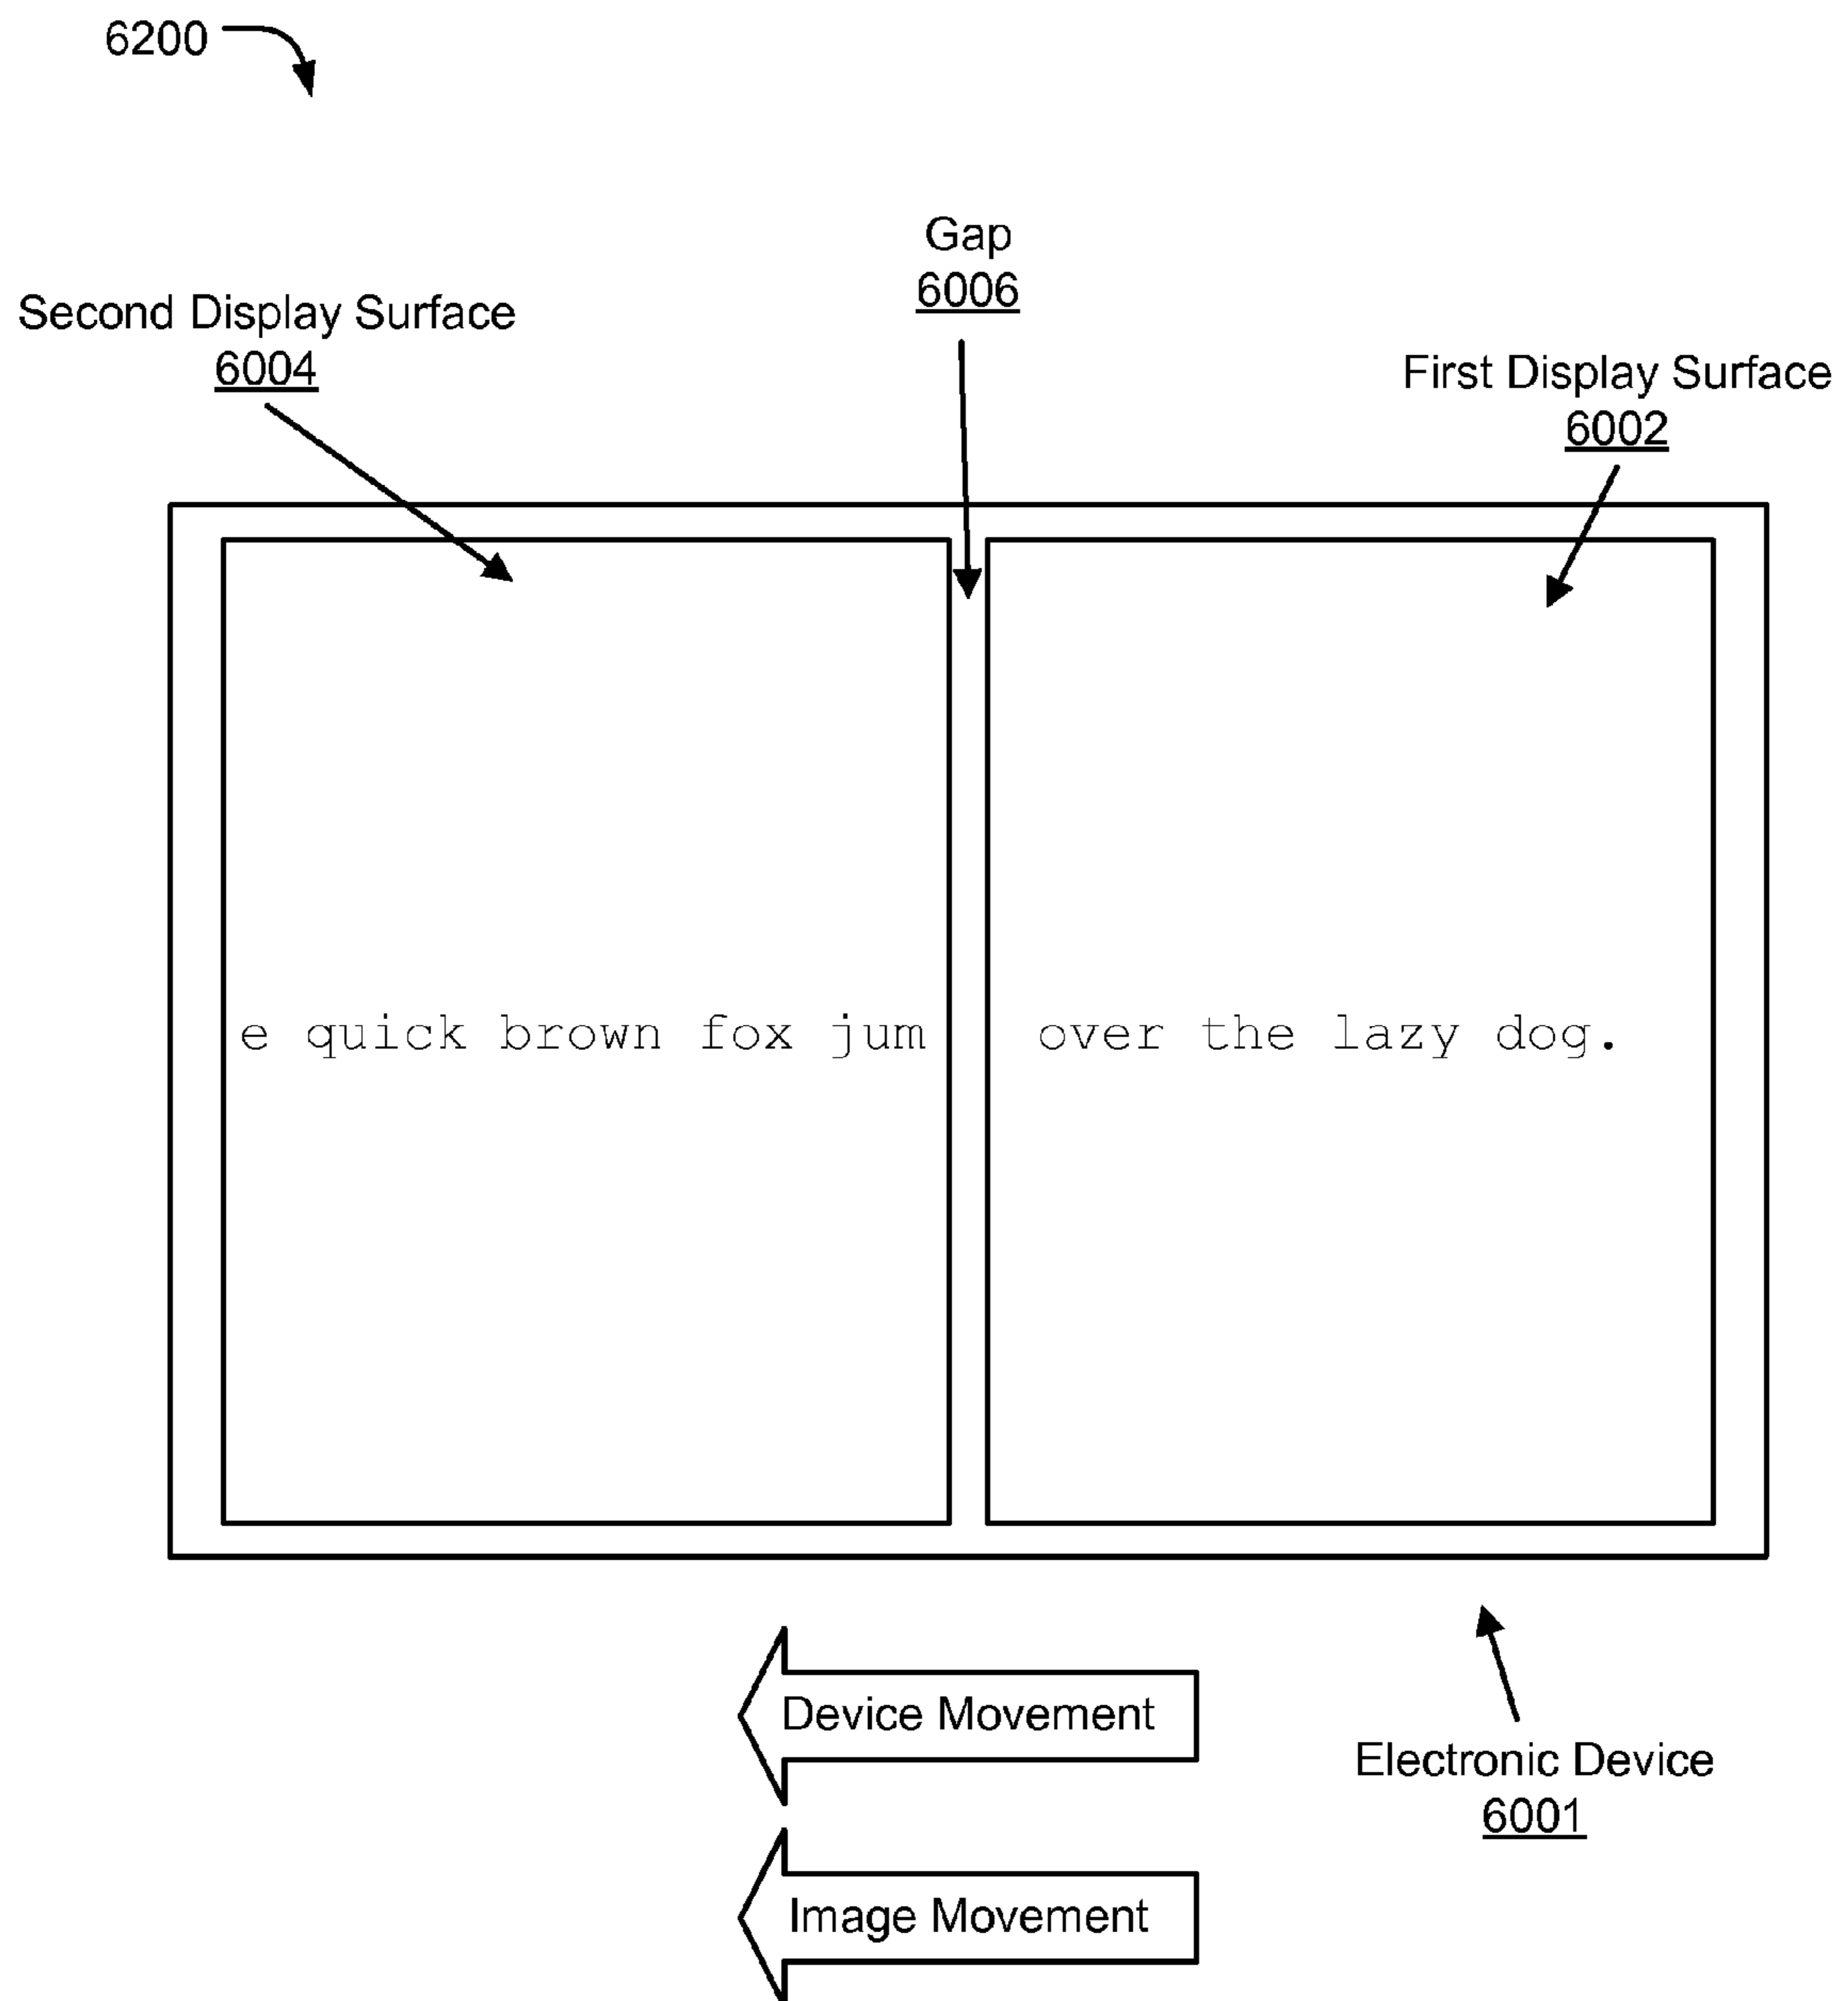 6200
Gap
6006
Second Display Surface
6004
First Display Surface
6002
e quick brown fox jum over the lazy dog.
Device Movement
Electronic Device
6001
Image Movement